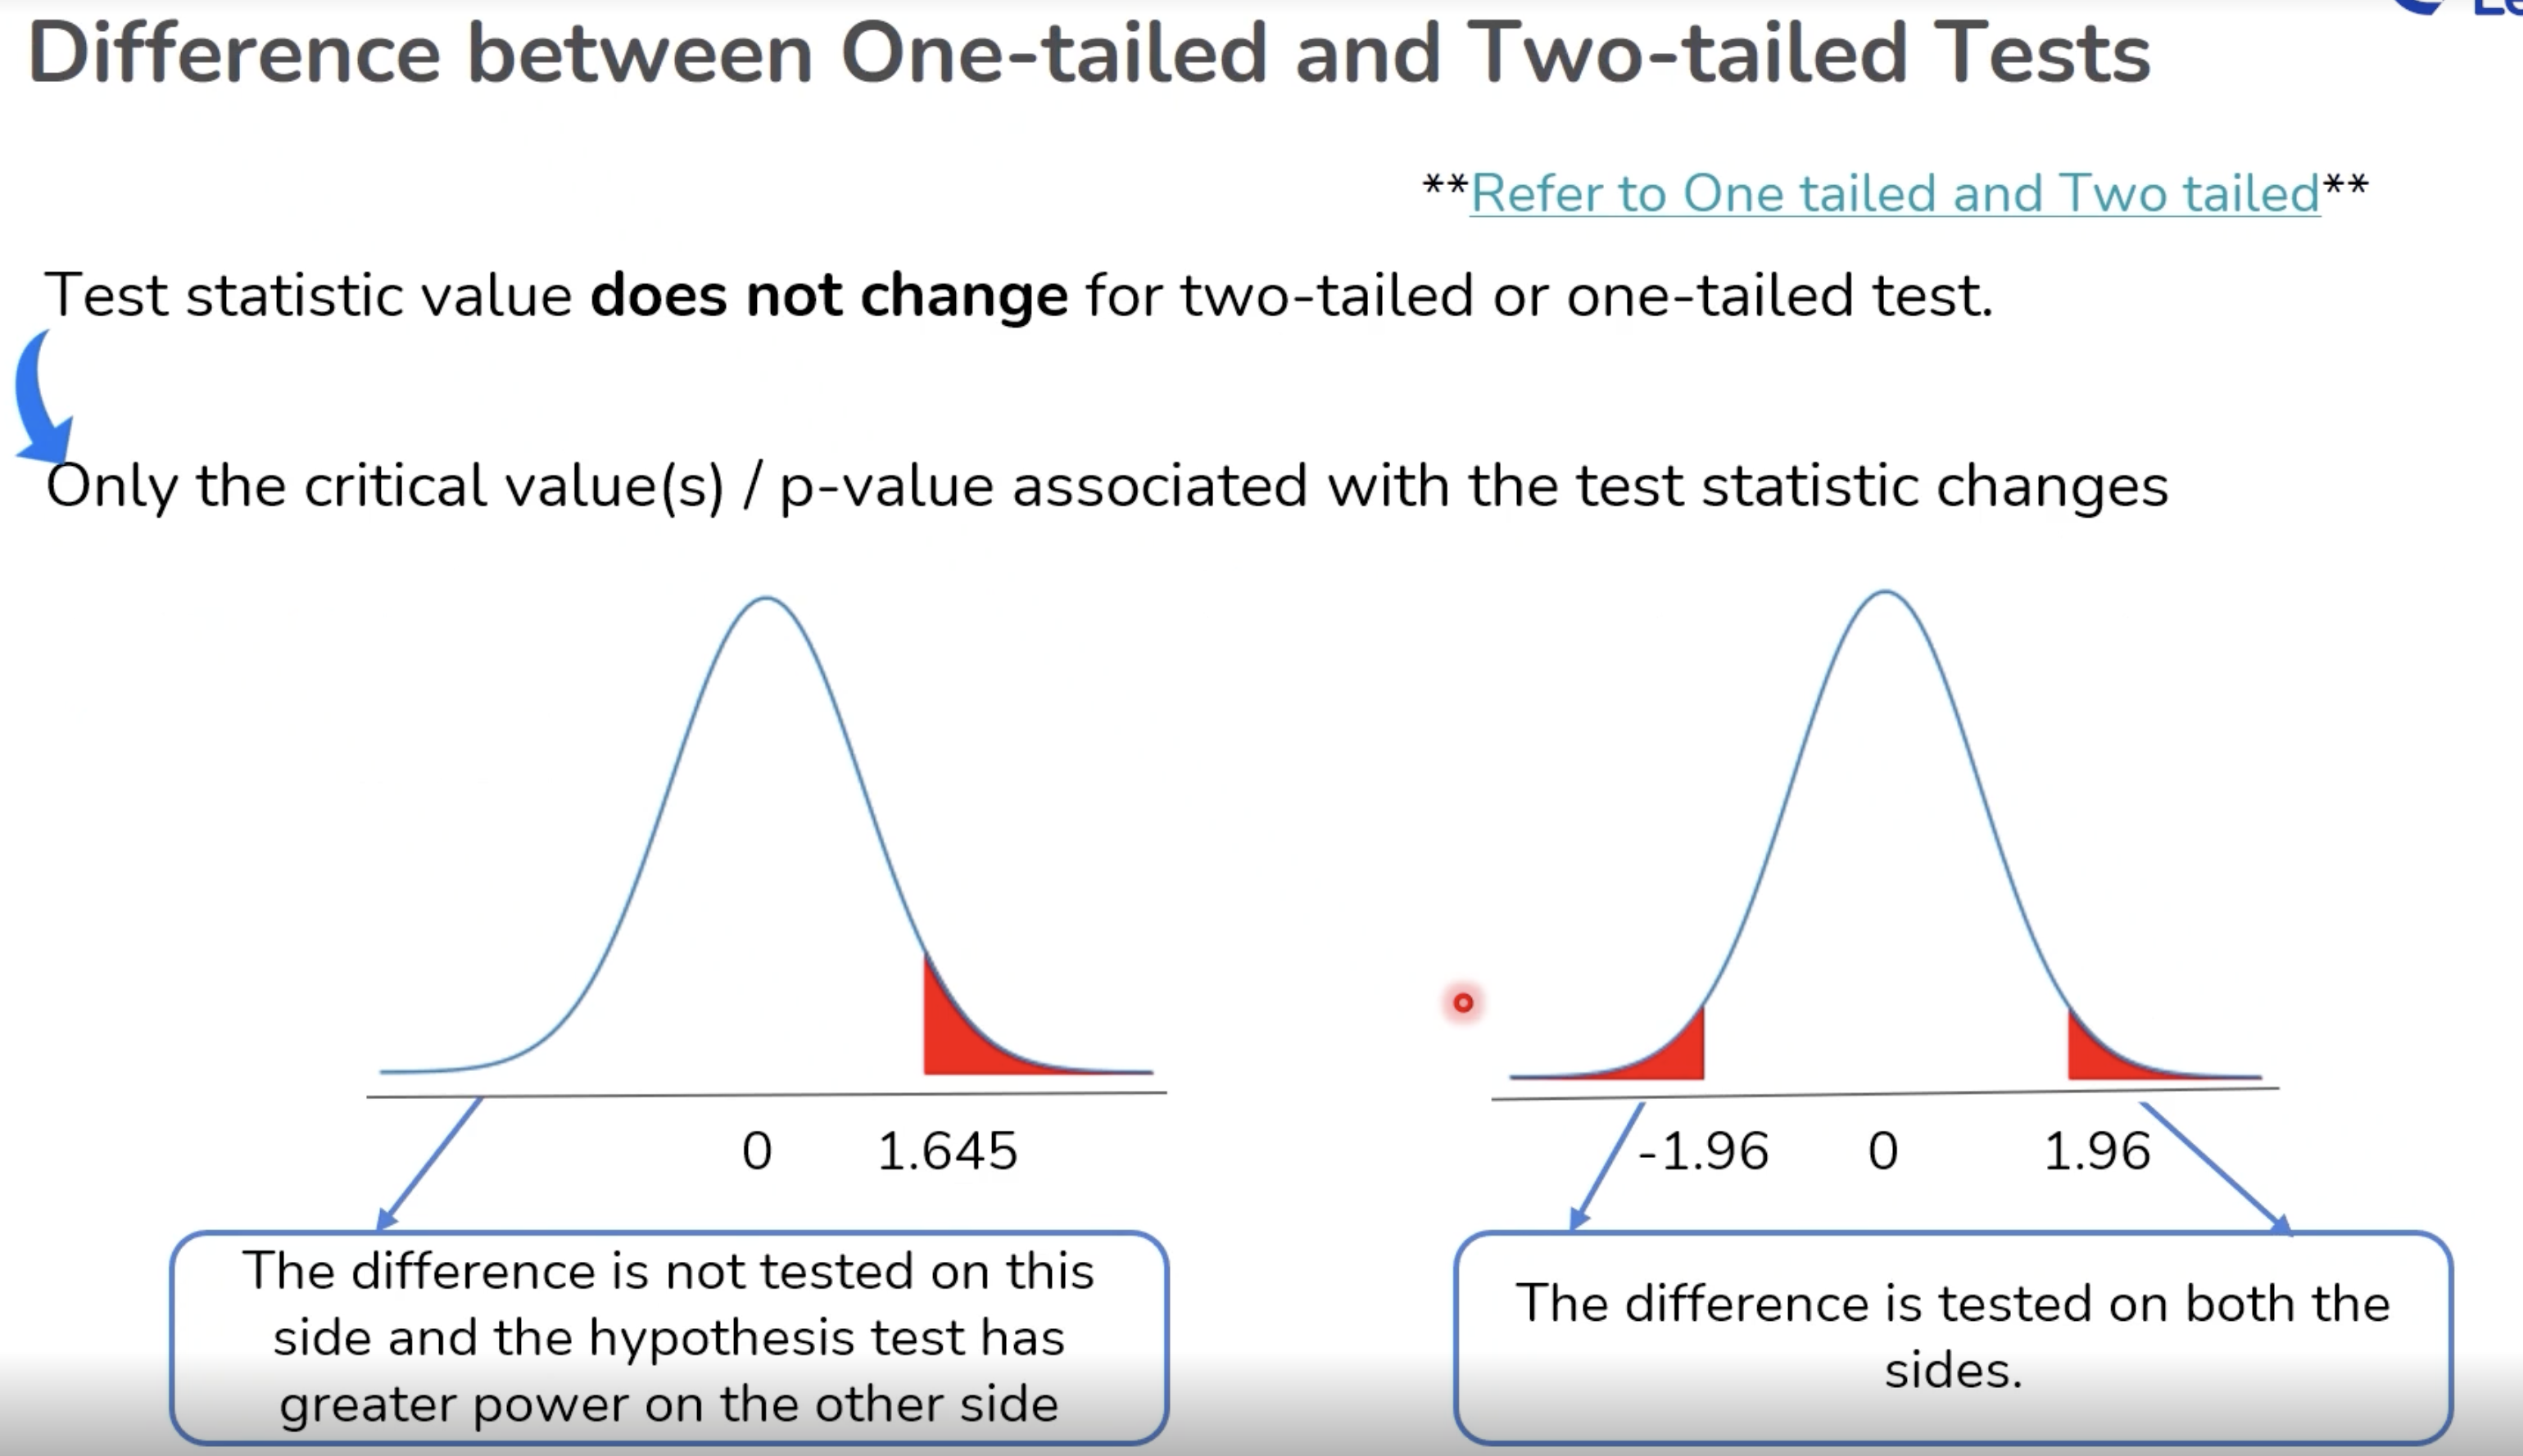 Difference between One-tailed and Two-tailed Tests
**Refer to One tailed and Two tailed**
Test statistic value does not change for two-tailed or one-tailed test.
Only the critical value(s) / p-value associated with the test statistic changes
0 1.645
-1.96 0 1.96
The difference is not tested on this
side and the hypothesis test has
greater power on the other side
The difference is tested on both the
sides.